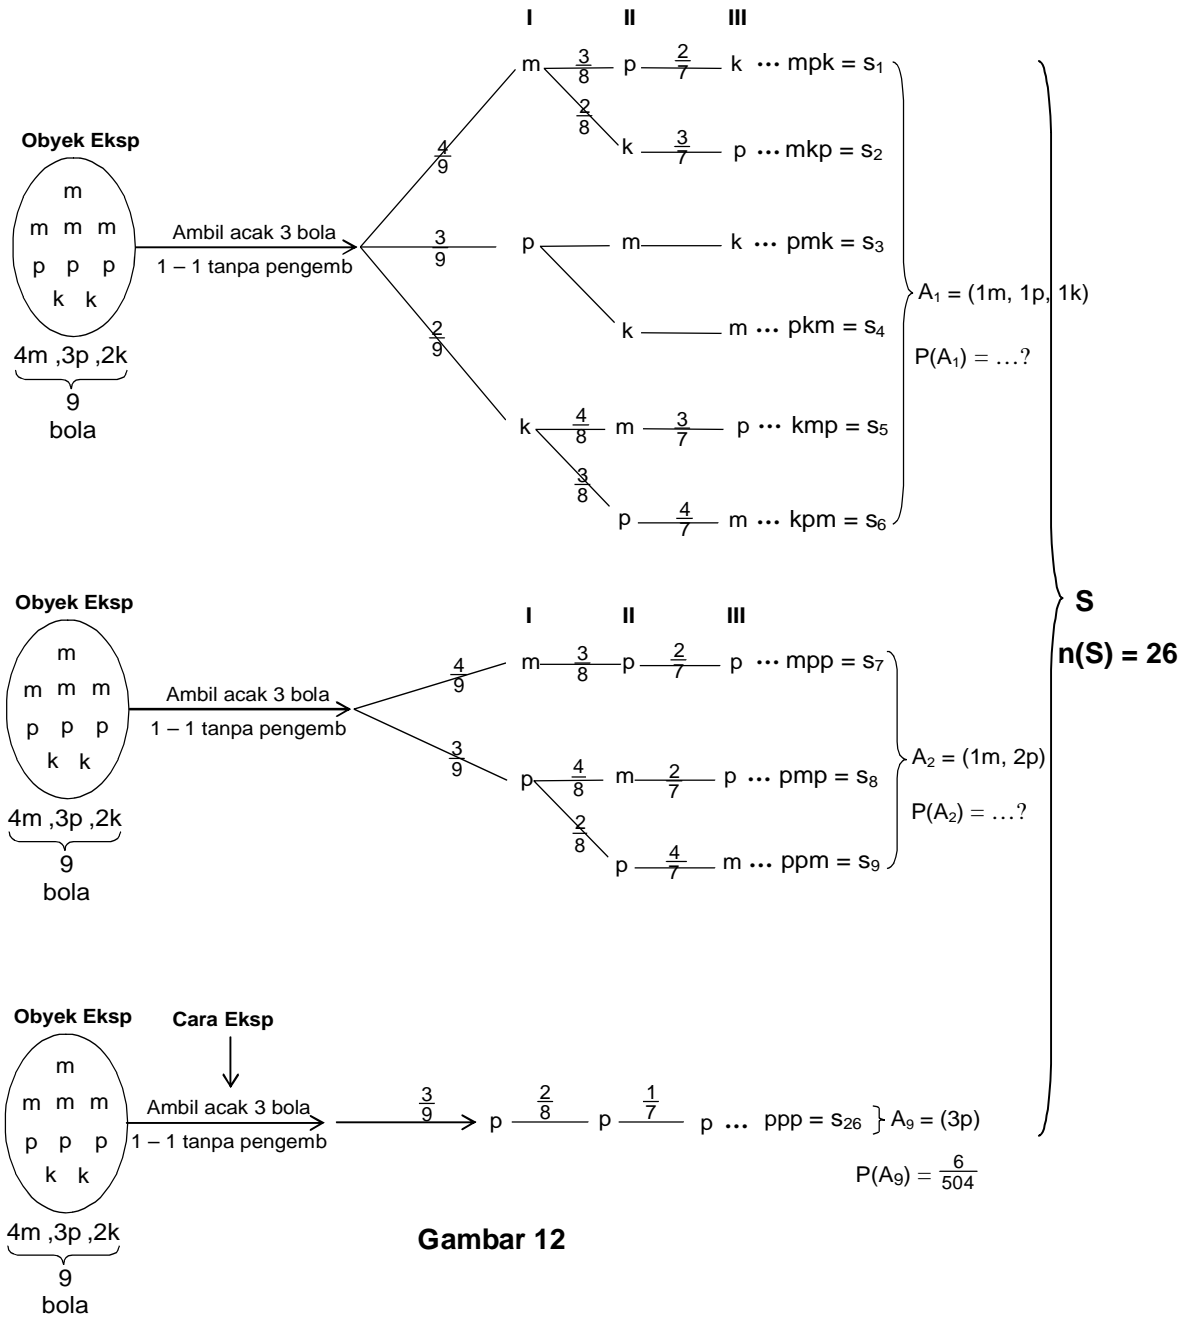 I II III
m 3/8 p 2/7 k ... mpk = s₁
2/8
k 3/7 p ... mkp = s₂
Obyek Eksp
4/9
m
m m m
p p p
k k
Ambil acak 3 bola
1 – 1 tanpa pengemb
3/9
p m k ... pmk = s₃
k m ... pkm = s₄
2/9
A₁ = (1m, 1p, 1k)
P(A₁) = ...?
4m ,3p ,2k
9
bola
k 4/8 m 3/7 p ... kmp = s₅
3/8
p 4/7 m ... kpm = s₆
S
n(S) = 26
Obyek Eksp
I II III
m
m m m
p p p
k k
Ambil acak 3 bola
1 – 1 tanpa pengemb
4/9
m 3/8 p 2/7 p ... mpp = s₇
3/9
p 4/8 m 2/7 p ... pmp = s₈
2/8
p 4/7 m ... ppm = s₉
A₂ = (1m, 2p)
P(A₂) = ...?
4m ,3p ,2k
9
bola
Obyek Eksp Cara Eksp
m
m m m
p p p
k k
Ambil acak 3 bola
1 – 1 tanpa pengemb
3/9 p 2/8 p 1/7 p ... ppp = s₂₆ } A₉ = (3p)
P(A₉) = 6/504
4m ,3p ,2k
9
bola
Gambar 12